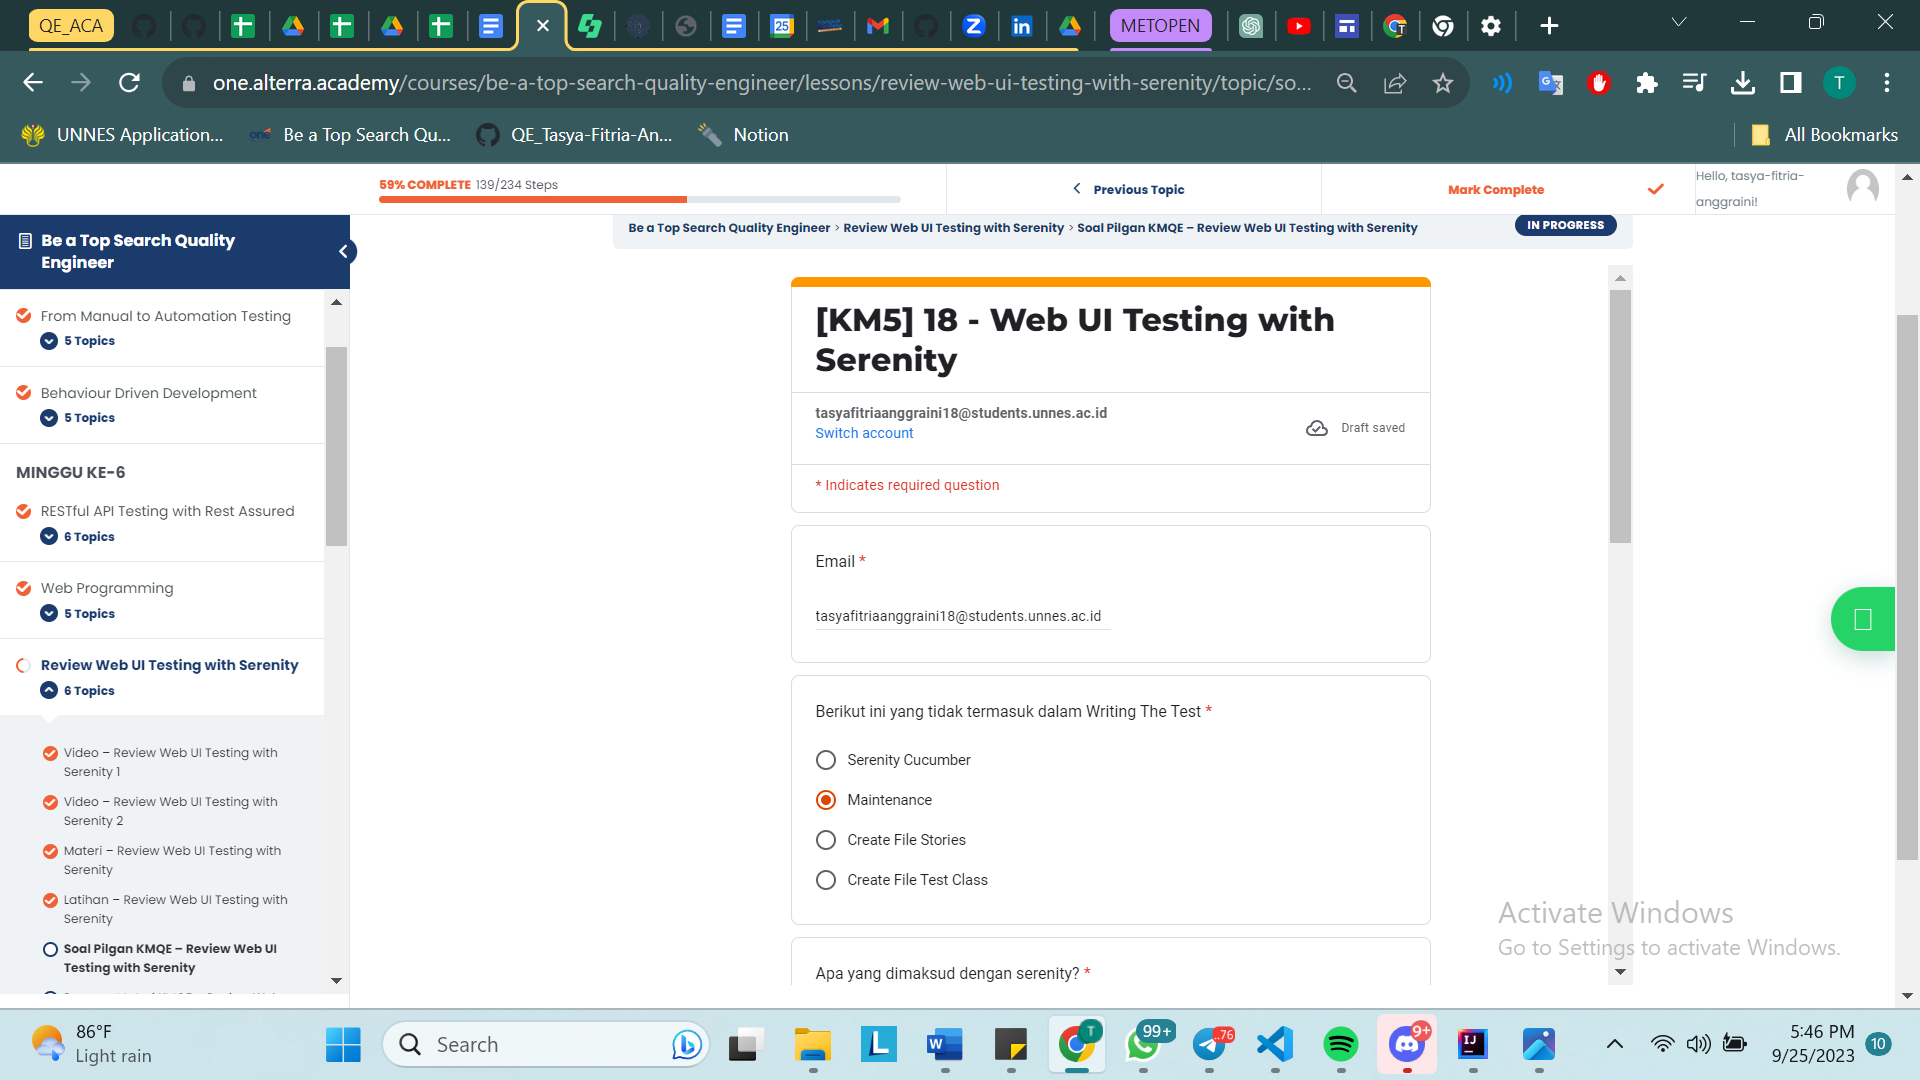 QE_ACA
METOPEN
one.alterra.academy/courses/be-a-top-search-quality-engineer/lessons/review-web-ui-testing-with-serenity/topic/so...
T
UNNES Application...
Be a Top Search Qu...
QE_Tasya-Fitria-An...
Notion
All Bookmarks
59% COMPLETE 139/234 Steps
Previous Topic
Mark Complete
Hello, tasya-fitria-
anggraini!
Be a Top Search Quality Engineer > Review Web UI Testing with Serenity > Soal Pilgan KMQE – Review Web UI Testing with Serenity
IN PROGRESS
Be a Top Search Quality
Engineer
From Manual to Automation Testing
5 Topics
Behaviour Driven Development
5 Topics
MINGGU KE-6
RESTful API Testing with Rest Assured
6 Topics
Web Programming
5 Topics
Review Web UI Testing with Serenity
6 Topics
Video – Review Web UI Testing with
Serenity 1
Video – Review Web UI Testing with
Serenity 2
Materi – Review Web UI Testing with
Serenity
Latihan – Review Web UI Testing with
Serenity
Soal Pilgan KMQE – Review Web UI
Testing with Serenity
[KM5] 18 - Web UI Testing with
Serenity
tasyafitriaanggraini18@students.unnes.ac.id
Switch account
Draft saved
* Indicates required question
Email *
tasyafitriaanggraini18@students.unnes.ac.id
Berikut ini yang tidak termasuk dalam Writing The Test *
Serenity Cucumber
Maintenance
Create File Stories
Create File Test Class
Apa yang dimaksud dengan serenity? *
Activate Windows
Go to Settings to activate Windows.
86°F
Light rain
Search
T
99+
..76
9+
5:46 PM
9/25/2023
10